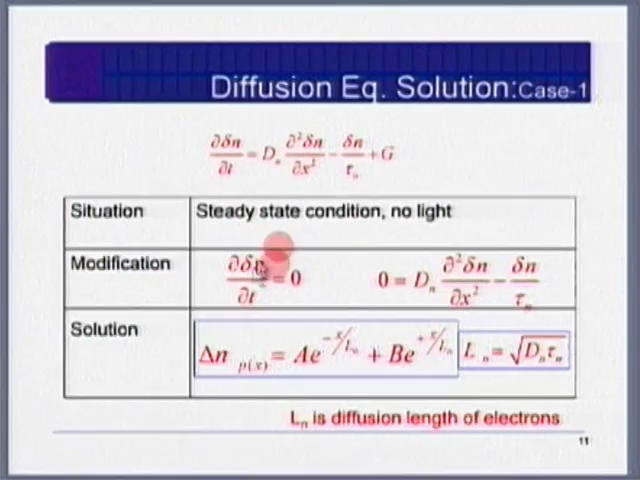 Diffusion Eq. Solution:Case-1
∂δn/∂t = Dₙ ∂²δn/∂x² − δn/τₙ + G
Situation Steady state condition, no light
Modification ∂δn/∂t = 0 0 = Dₙ ∂²δn/∂x² − δn/τₙ
Solution Δn p(x) = Ae^(−x/Lₙ) + Be^(+x/Lₙ) Lₙ = √(Dₙτₙ)
Lₙ is diffusion length of electrons
11